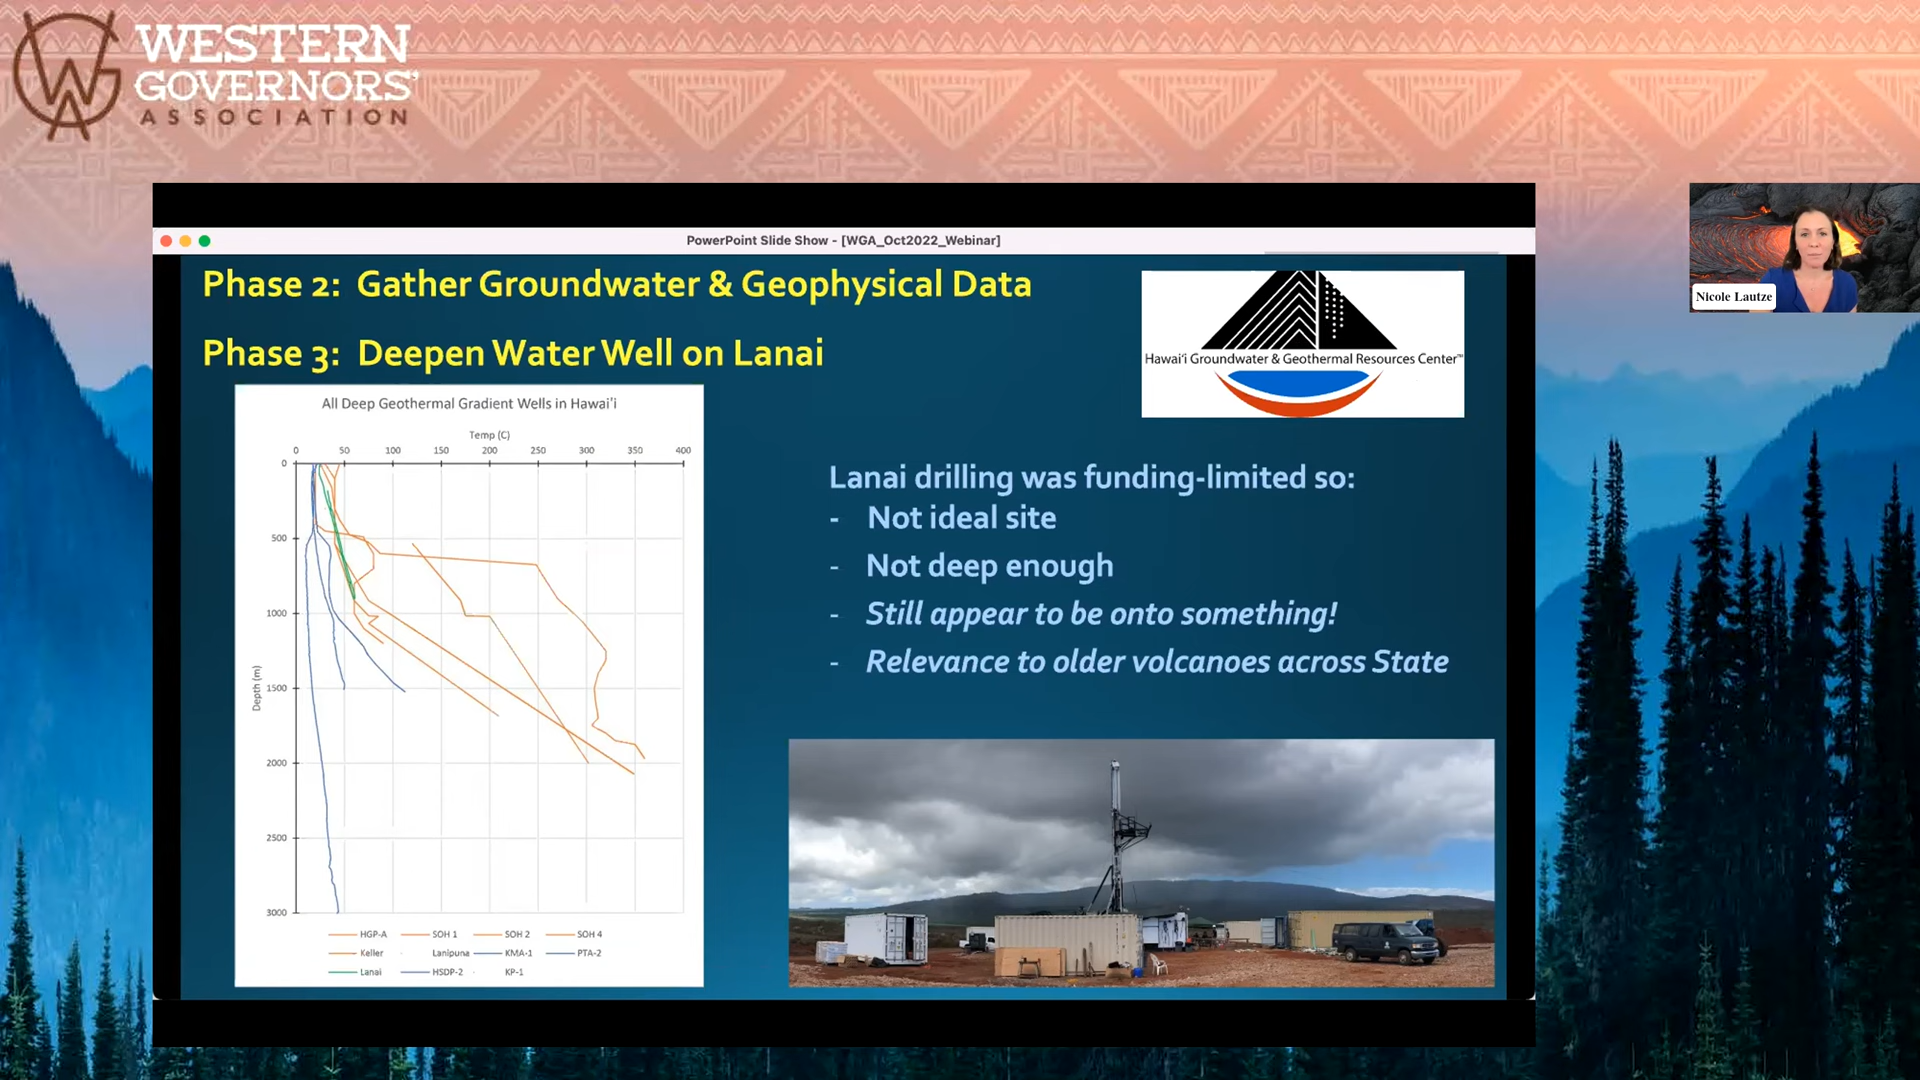 WESTERN
GOVERNORS'
ASSOCIATION
PowerPoint Slide Show - [WGA_Oct2022_Webinar]
Phase 2: Gather Groundwater & Geophysical Data
Phase 3: Deepen Water Well on Lanai
Hawai'i Groundwater & Geothermal Resources Center™
Nicole Lautze
All Deep Geothermal Gradient Wells in Hawai'i
Temp (C)
0 50 100 150 200 250 300 350 400
0
500
1000
1500
2000
2500
3000
Depth (m)
HGP-A SOH 1 SOH 2 SOH 4
Keller Lanipuna KMA-1 PTA-2
Lanai HSDP-2 KP-1
Lanai drilling was funding-limited so:
- Not ideal site
- Not deep enough
- Still appear to be onto something!
- Relevance to older volcanoes across State